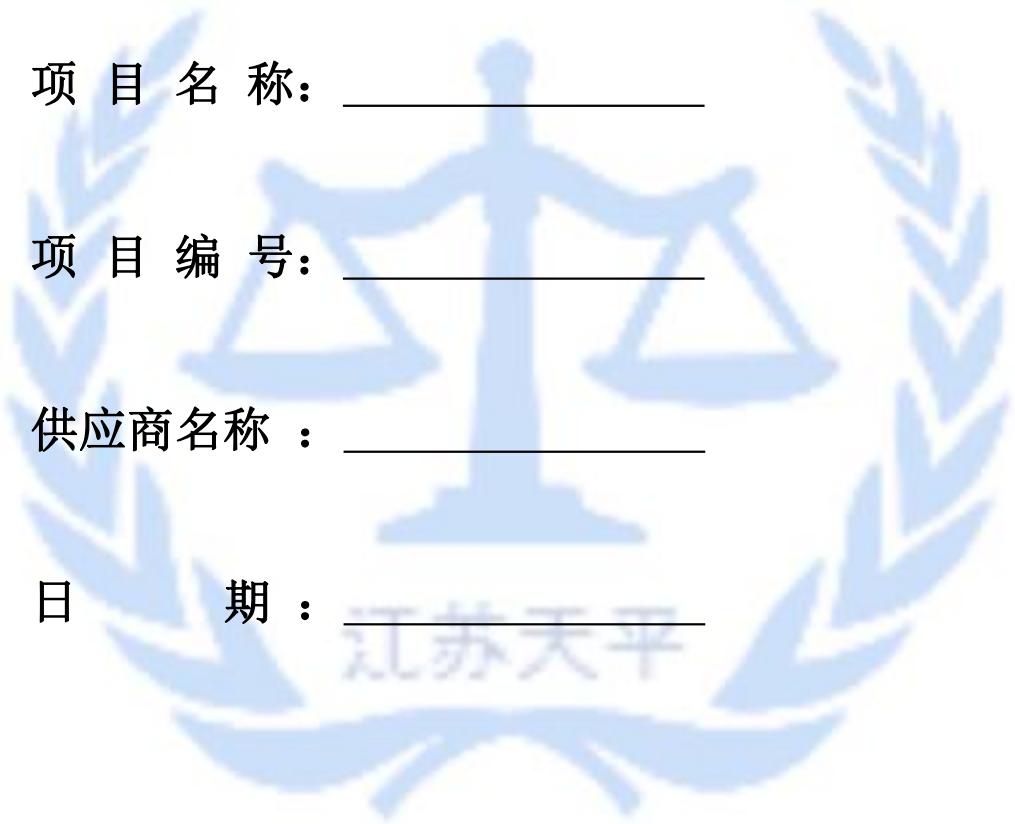 项 目 名 称：
项 目 编 号：
供应商名称 ：
日 期 ：
江苏天平